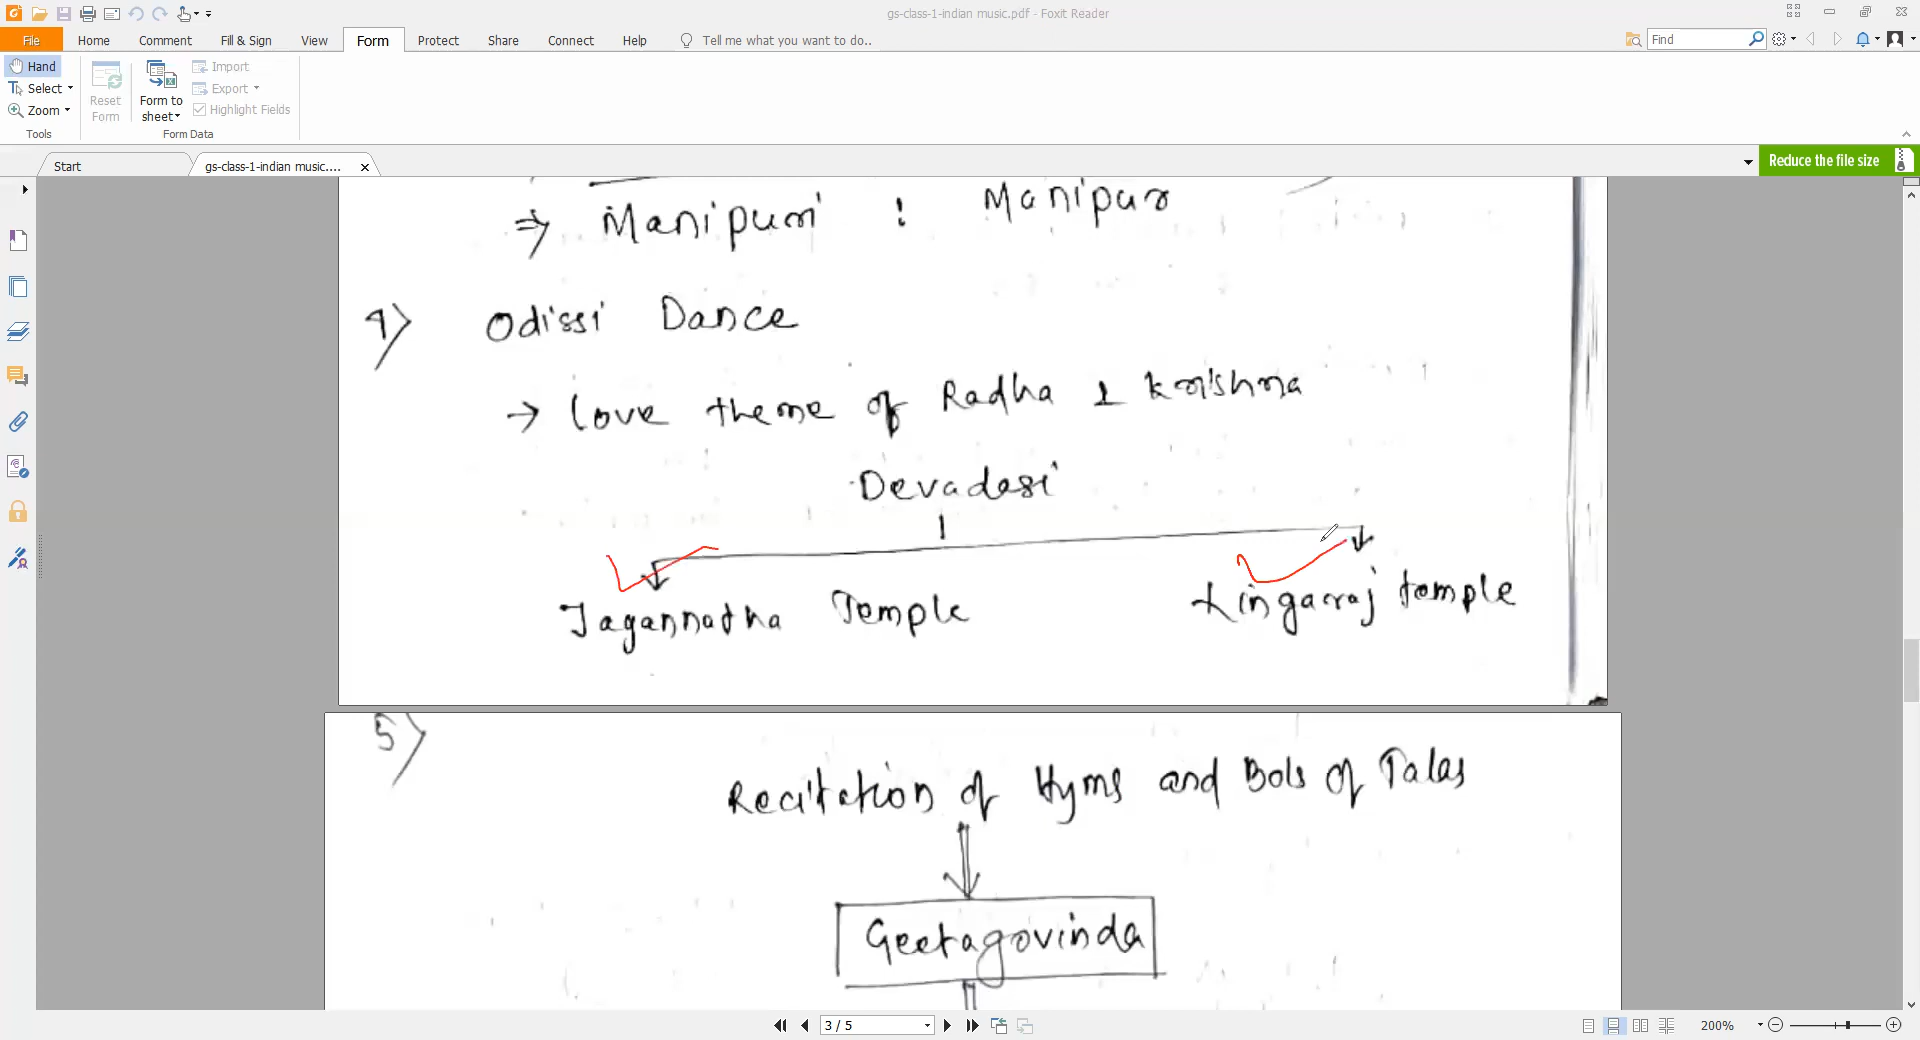 gs-class-1-indian music.pdf - Foxit Reader
File Home Comment Fill & Sign View Form Protect Share Connect Help Tell me what you want to do.. Find
Hand
Select
Zoom
Tools
Reset Form
Form to sheet
Import
Export
Highlight Fields
Form Data
Start
gs-class-1-indian music....
Reduce the file size
⇒ Manipuri : Manipur
4) Odissi Dance
→ Love theme of Radha & Krishna
Devadasi
Jagannatha Temple Lingaraj temple
5)
Recitation of Hyms and Bols of Talas
Geetagovinda
3 / 5
200%